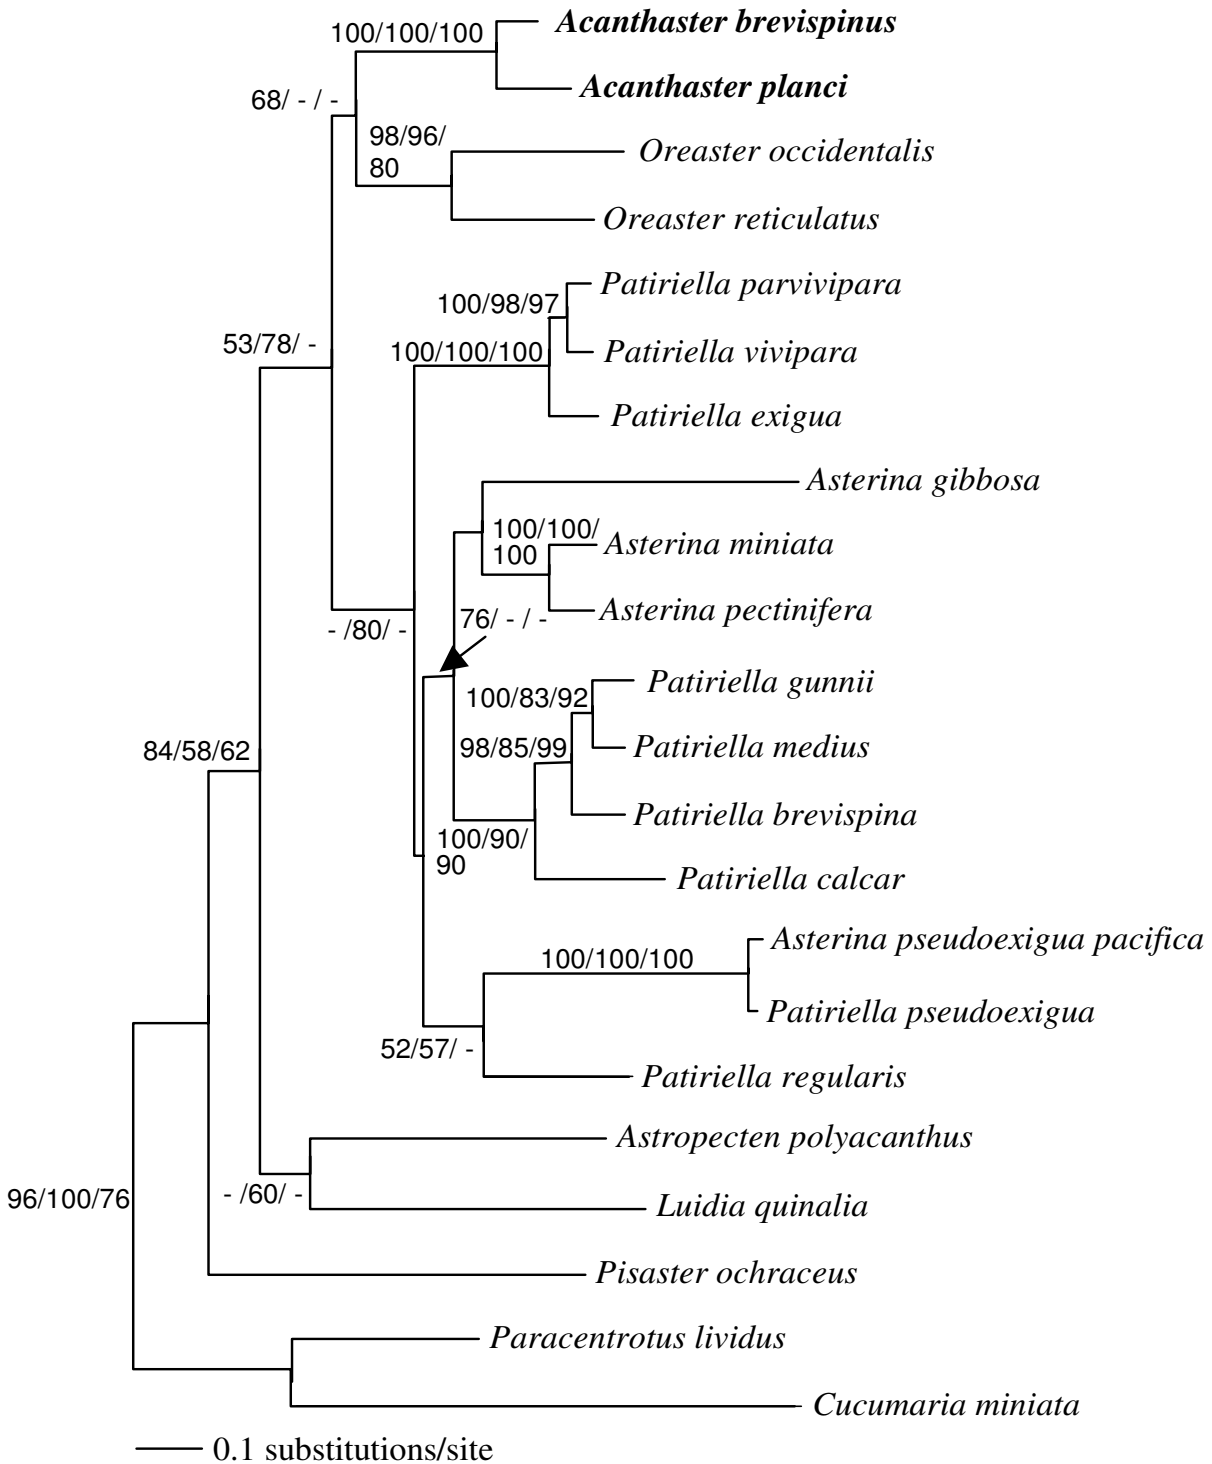 Acanthaster brevispinus
100/100/100
Acanthaster planci
68/ - / -
98/96/
80
Oreaster occidentalis
Oreaster reticulatus
Patiriella parvivipara
100/98/97
53/78/ -
100/100/100
Patiriella vivipara
Patiriella exigua
Asterina gibbosa
100/100/
100
Asterina miniata
Asterina pectinifera
76/ - / -
- /80/ -
Patiriella gunnii
100/83/92
98/85/99
Patiriella medius
84/58/62
Patiriella brevispina
100/90/
90
Patiriella calcar
Asterina pseudoexigua pacifica
100/100/100
Patiriella pseudoexigua
52/57/ -
Patiriella regularis
Astropecten polyacanthus
96/100/76
- /60/ -
Luidia quinalia
Pisaster ochraceus
Paracentrotus lividus
Cucumaria miniata
0.1 substitutions/site